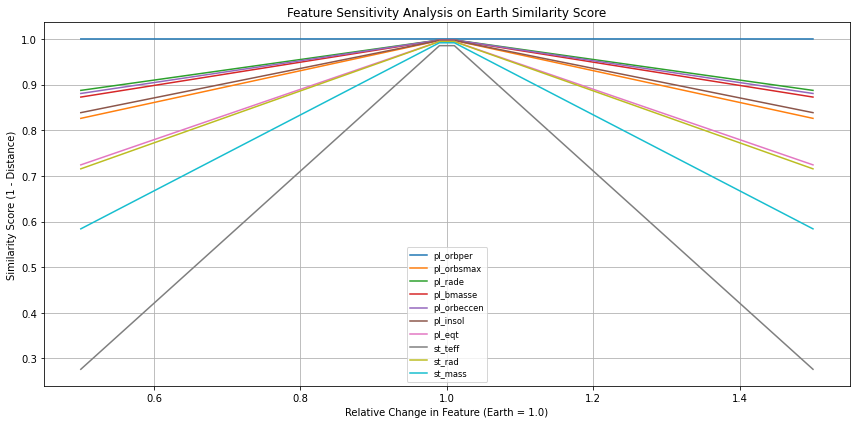 Feature Sensitivity Analysis on Earth Similarity Score
Similarity Score (1 - Distance)
1.0
0.9
0.8
0.7
0.6
0.5
0.4
0.3
pl_orbper
pl_orbsmax
pl_rade
pl_bmasse
pl_orbeccen
pl_insol
pl_eqt
st_teff
st_rad
st_mass
0.6 0.8 1.0 1.2 1.4
Relative Change in Feature (Earth = 1.0)